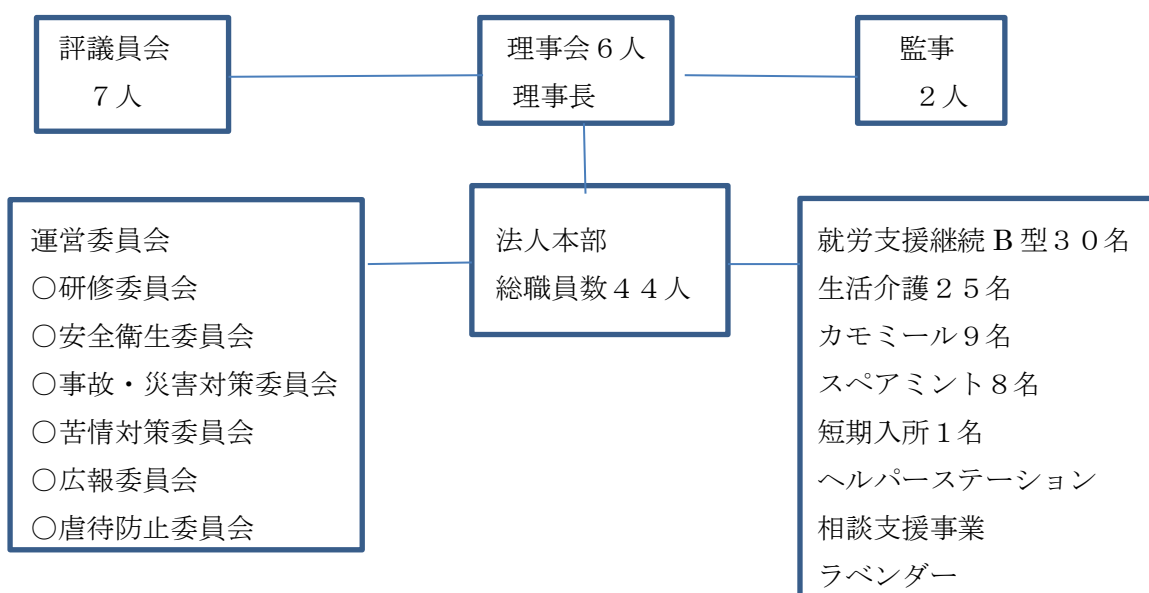 評議員会
７人
理事会６人
理事長
監事
２人
運営委員会
○研修委員会
○安全衛生委員会
○事故・災害対策委員会
○苦情対策委員会
○広報委員会
○虐待防止委員会
法人本部
総職員数４４人
就労支援継続 B 型３０名
生活介護２５名
カモミール９名
スペアミント８名
短期入所１名
ヘルパーステーション
相談支援事業
ラベンダー